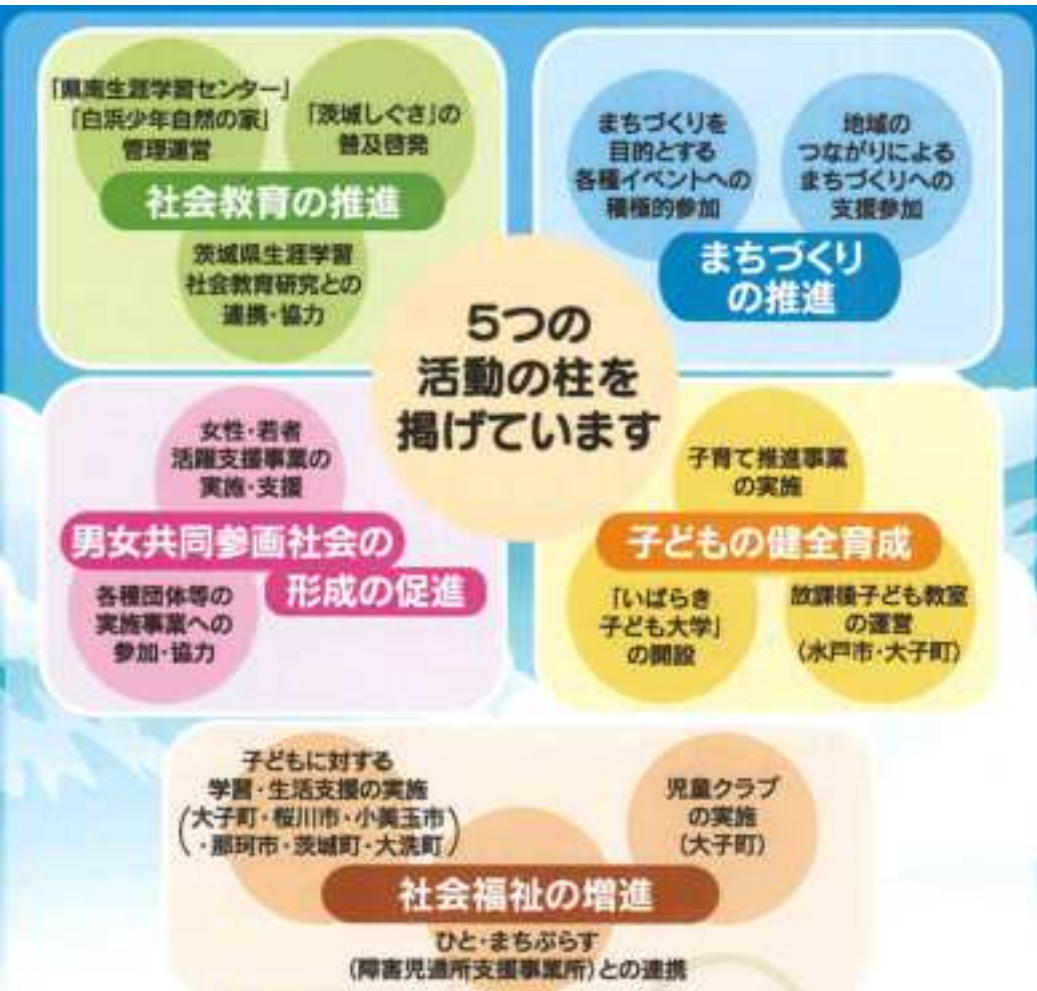 「県南生涯学習センター」
「白浜少年自然の家」
管理運営
「茨城しぐさ」の
普及啓発
社会教育の推進
茨城県生涯学習
社会教育研究との
連携・協力
まちづくりを
目的とする
各種イベントへの
積極的参加
地域の
つながりによる
まちづくりへの
支援参加
まちづくり
の推進
5つの
活動の柱を
掲げています
女性・若者
活躍支援事業の
実施・支援
男女共同参画社会の
形成の促進
各種団体等の
実施事業への
参加・協力
子育て推進事業
の実施
子どもの健全育成
「いばらき
子ども大学」
の開設
放課後子ども教室
の運営
(水戸市・大子町)
子どもに対する
学習・生活支援の実施
(大子町・桜川市・小美玉市
・那珂市・茨城町・大洗町)
児童クラブ
の実施
(大子町)
社会福祉の増進
ひと・まちぷらす
(障害児通所支援事業所)との連携